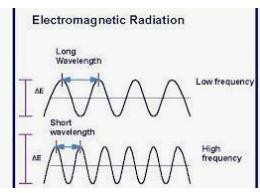 Electromagnetic Radiation
Long
Wavelength
Low frequency
ΔE
Short
wavelength
High
frequency
ΔE